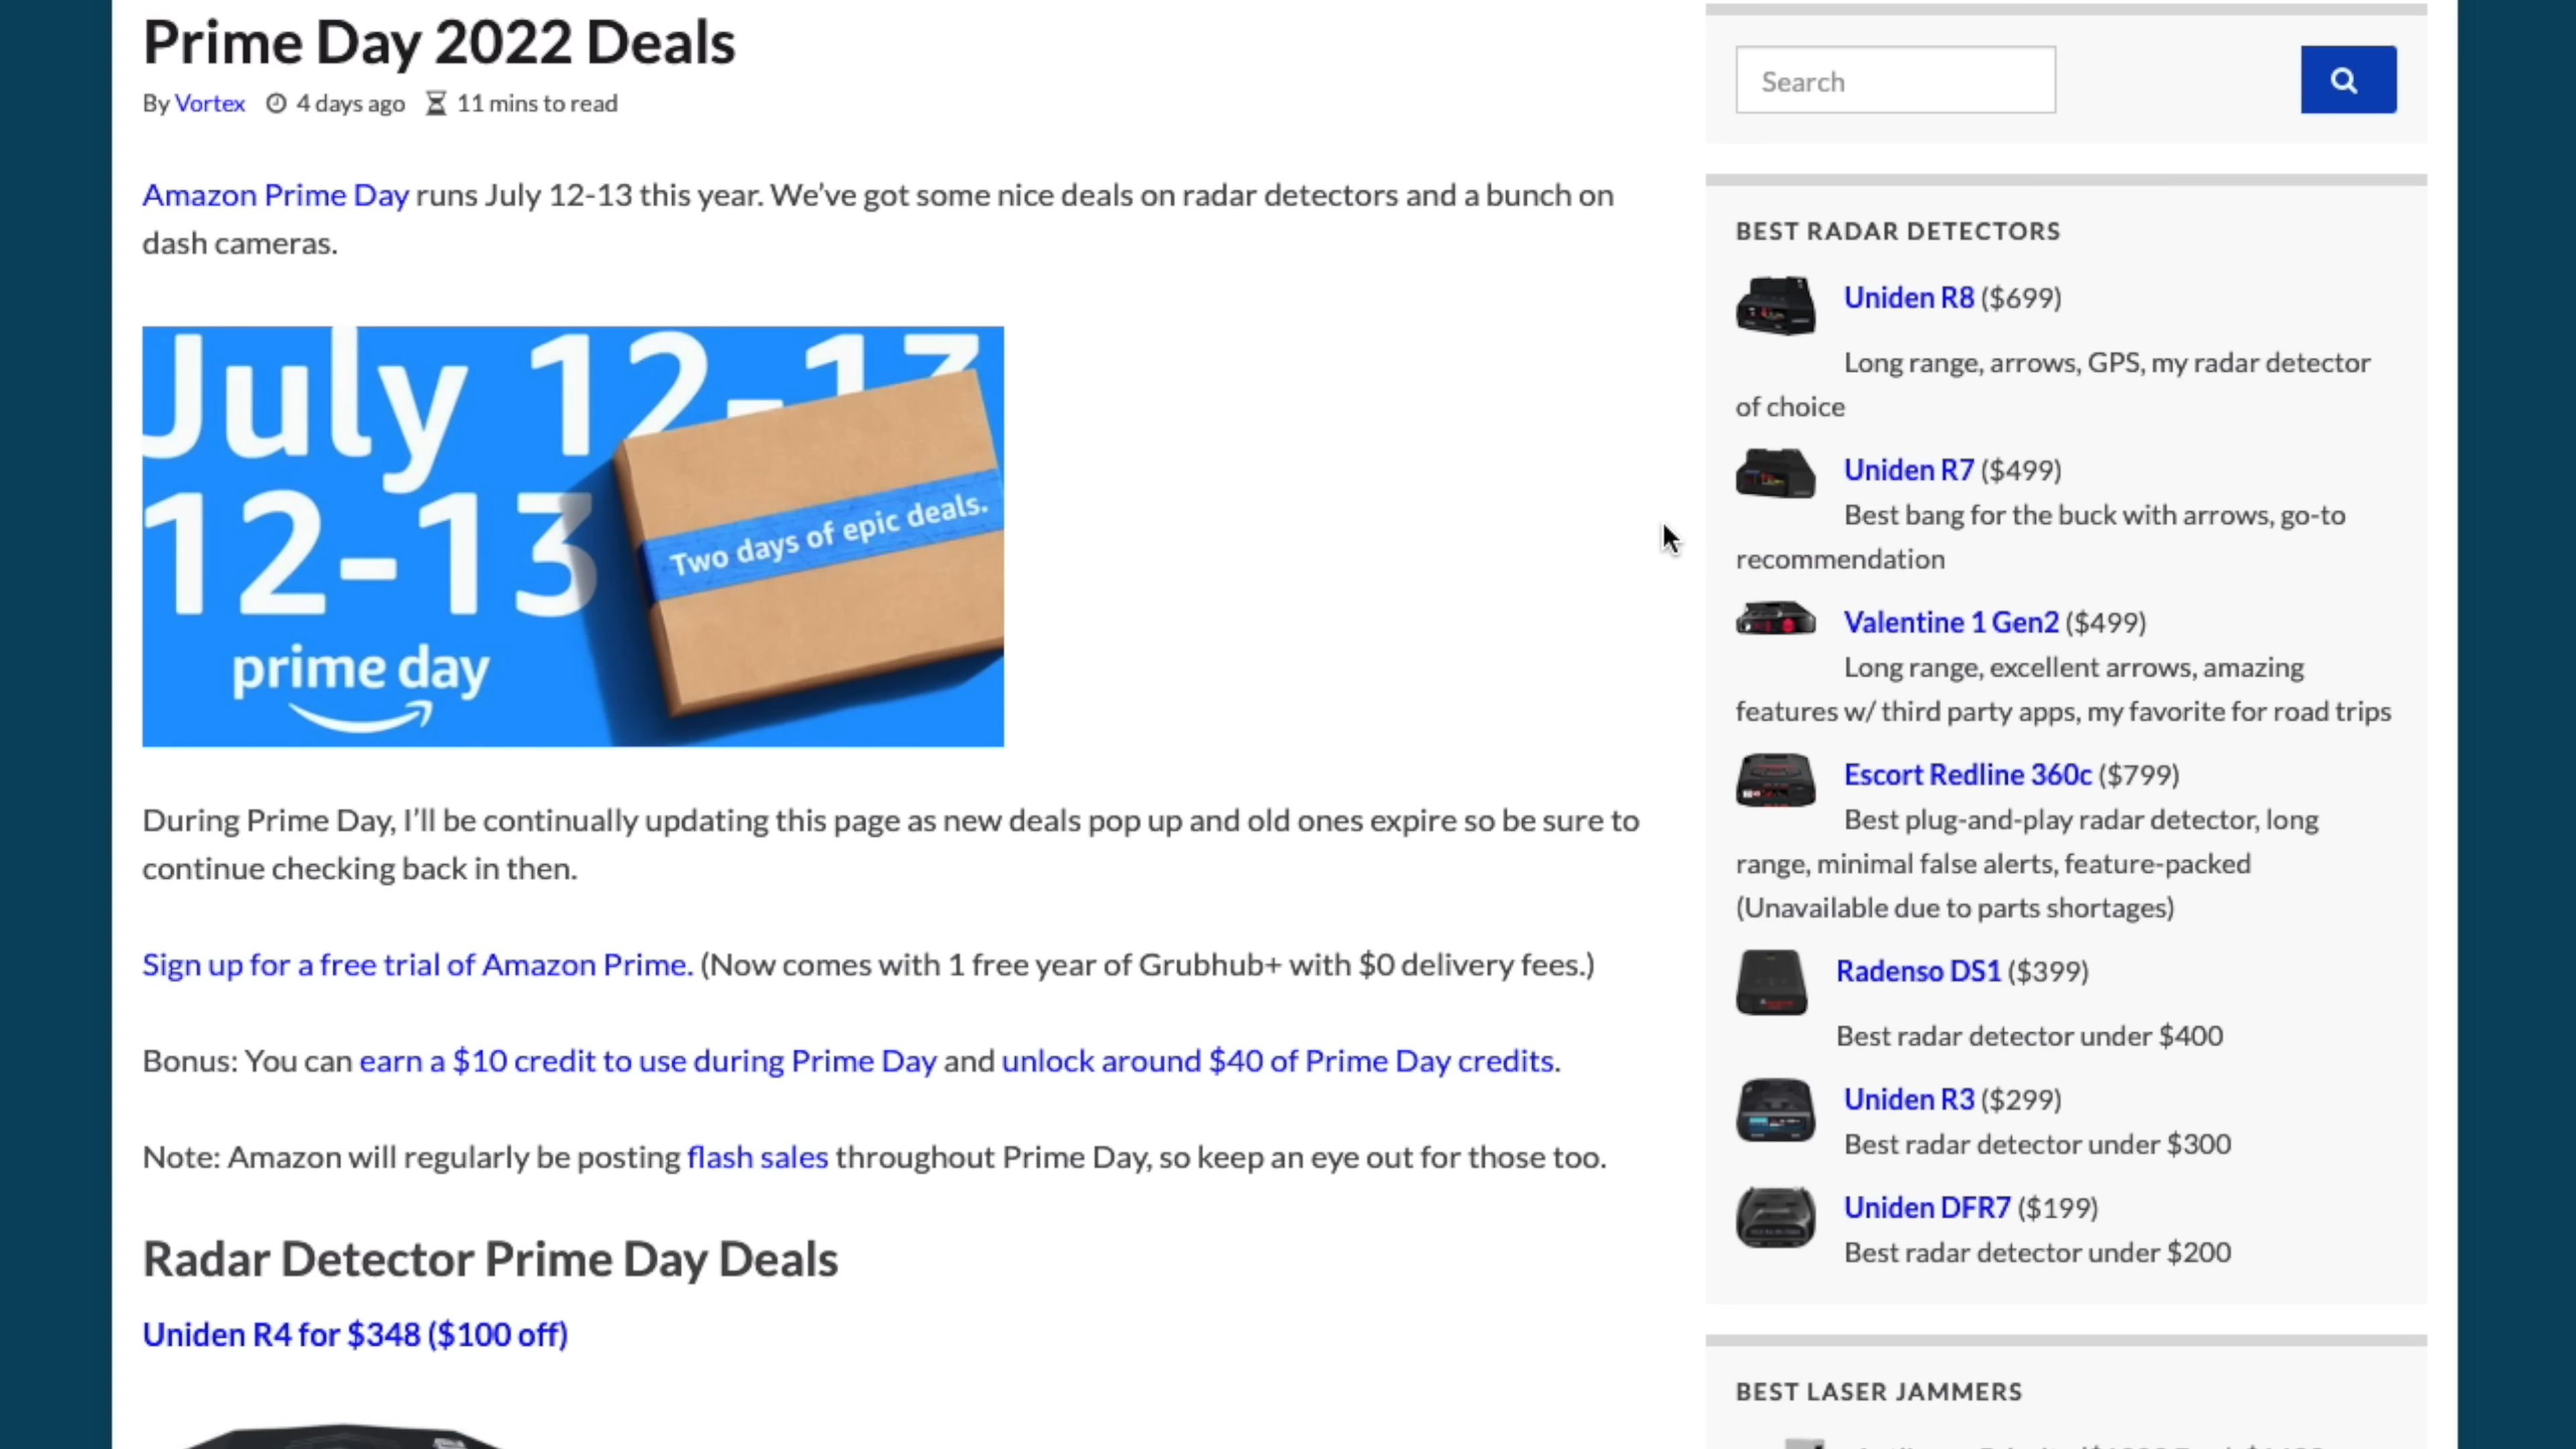 Prime Day 2022 Deals
By Vortex 4 days ago 11 mins to read
Amazon Prime Day runs July 12-13 this year. We've got some nice deals on radar detectors and a bunch on
dash cameras.
July 12-13
12-13
Two days of epic deals.
prime day
During Prime Day, I'll be continually updating this page as new deals pop up and old ones expire so be sure to
continue checking back in then.
Sign up for a free trial of Amazon Prime. (Now comes with 1 free year of Grubhub+ with $0 delivery fees.)
Bonus: You can earn a $10 credit to use during Prime Day and unlock around $40 of Prime Day credits.
Note: Amazon will regularly be posting flash sales throughout Prime Day, so keep an eye out for those too.
Radar Detector Prime Day Deals
Uniden R4 for $348 ($100 off)
Search
BEST RADAR DETECTORS
Uniden R8 ($699)
Long range, arrows, GPS, my radar detector
of choice
Uniden R7 ($499)
Best bang for the buck with arrows, go-to
recommendation
Valentine 1 Gen2 ($499)
Long range, excellent arrows, amazing
features w/ third party apps, my favorite for road trips
Escort Redline 360c ($799)
Best plug-and-play radar detector, long
range, minimal false alerts, feature-packed
(Unavailable due to parts shortages)
Radenso DS1 ($399)
Best radar detector under $400
Uniden R3 ($299)
Best radar detector under $300
Uniden DFR7 ($199)
Best radar detector under $200
BEST LASER JAMMERS